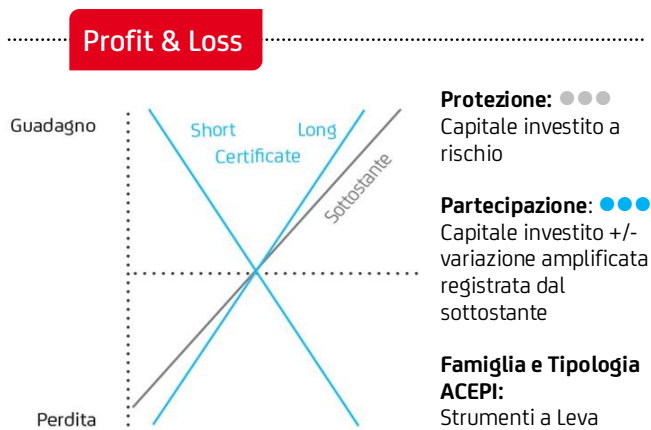 Profit & Loss
Guadagno
Short Long
Certificate
Sottostante
Perdita
Protezione:
Capitale investito a
rischio
Partecipazione:
Capitale investito +/-
variazione amplificata
registrata dal
sottostante
Famiglia e Tipologia
ACEPI:
Strumenti a Leva